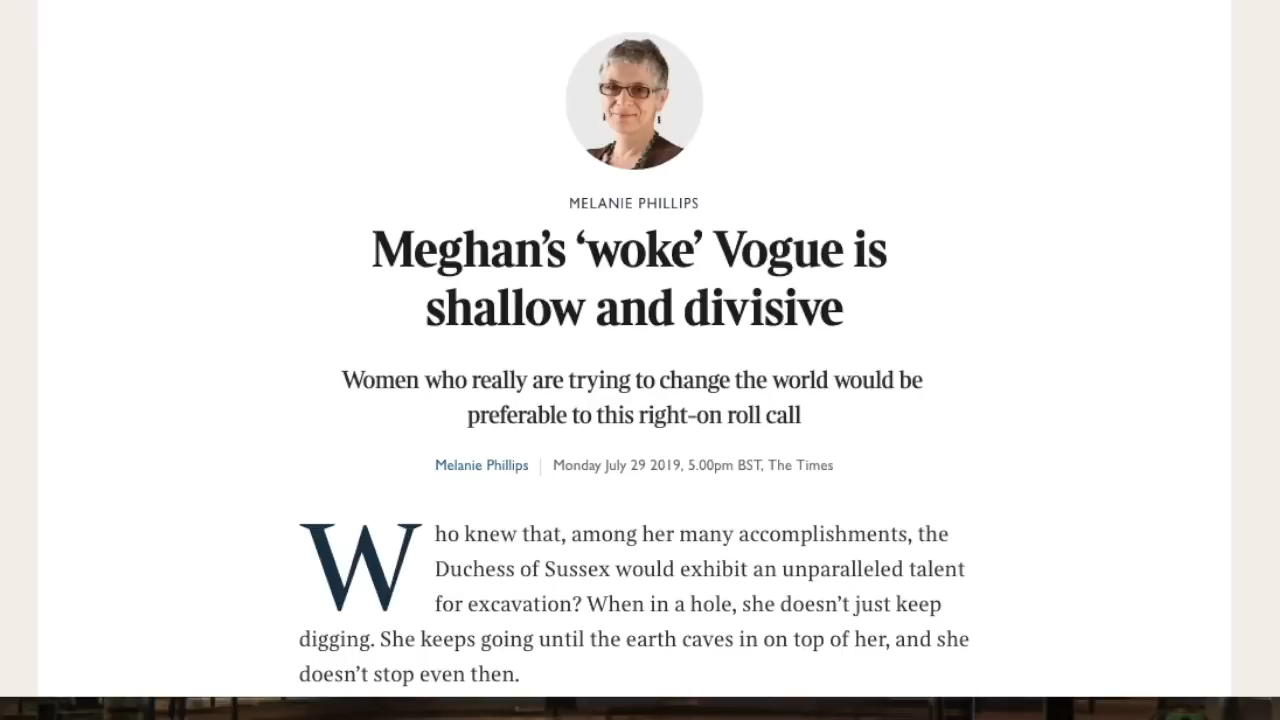 MELANIE PHILLIPS
Meghan’s ‘woke’ Vogue is
shallow and divisive
Women who really are trying to change the world would be
preferable to this right-on roll call
Melanie Phillips | Monday July 29 2019, 5.00pm BST, The Times
Who knew that, among her many accomplishments, the
Duchess of Sussex would exhibit an unparalleled talent
for excavation? When in a hole, she doesn’t just keep
digging. She keeps going until the earth caves in on top of her, and she
doesn’t stop even then.